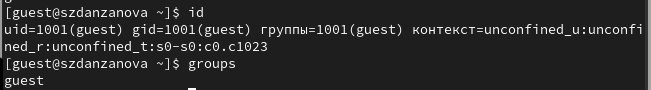 [guest@szdanzanova ~]$ id
uid=1001(guest) gid=1001(guest) группы=1001(guest) контекст=unconfined_u:unconfi
ned_r:unconfined_t:s0-s0:c0.c1023
[guest@szdanzanova ~]$ groups
guest